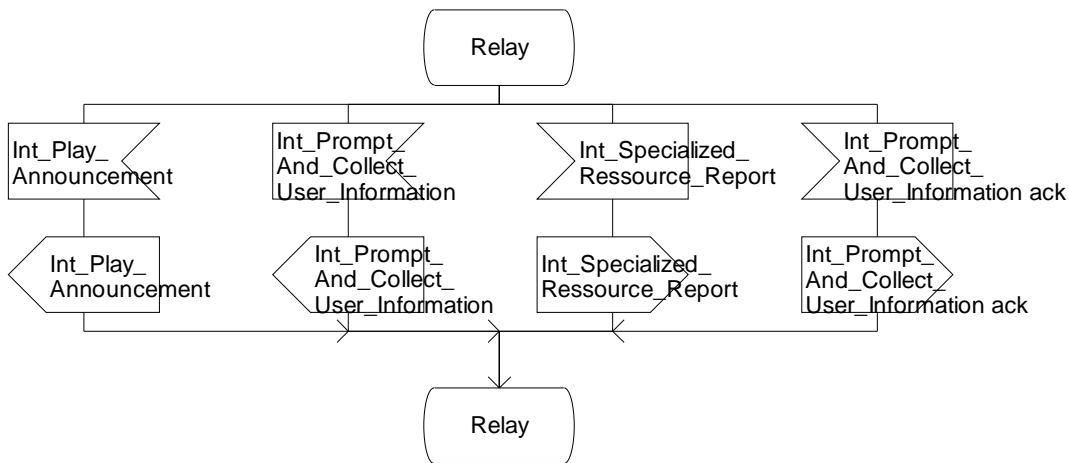 Relay
Int_Play_
Announcement
Int_Prompt_
And_Collect_
User_Information
Int_Specialized_
Ressource_Report
Int_Prompt_
And_Collect_
User_Information ack
Int_Play_
Announcement
Int_Prompt_
And_Collect_
User_Information
Int_Specialized_
Ressource_Report
Int_Prompt_
And_Collect_
User_Information ack
Relay